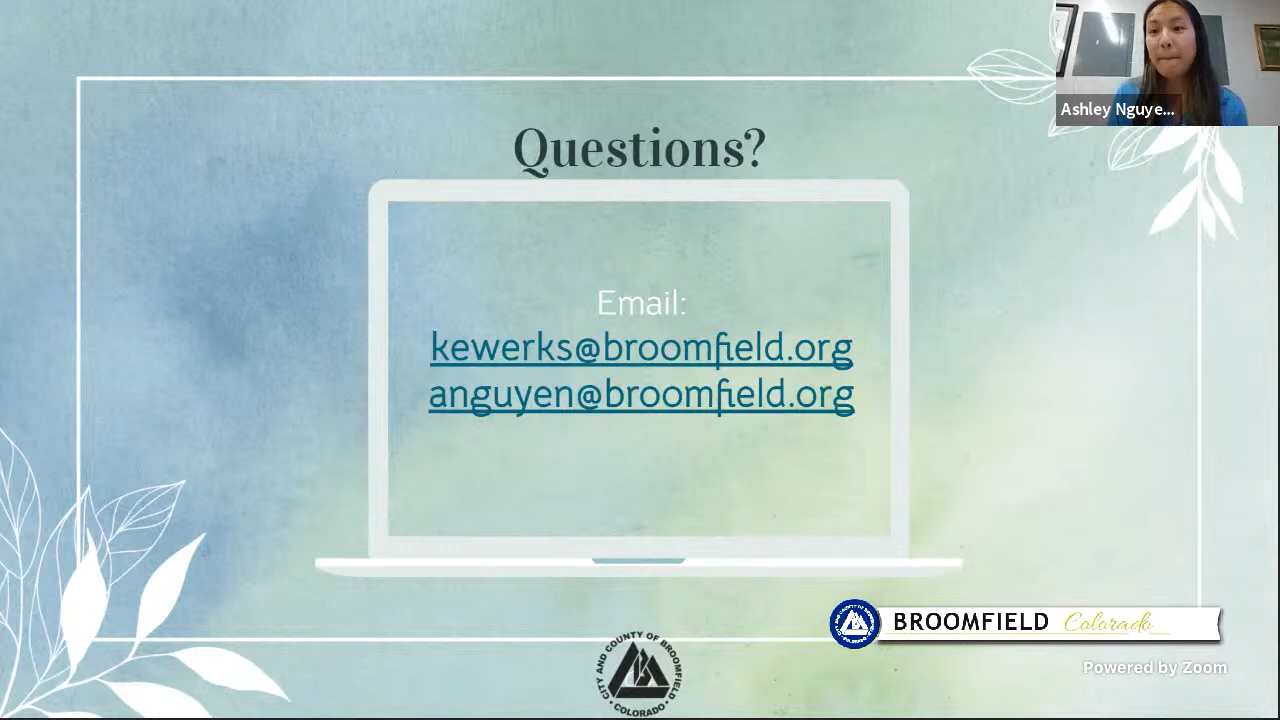 Ashley Nguye...
Questions?
Email:
kewerks@broomfield.org
anguyen@broomfield.org
BROOMFIELD Colorado
Powered by Zoom
CITY AND COUNTY OF BROOMFIELD
• COLORADO •